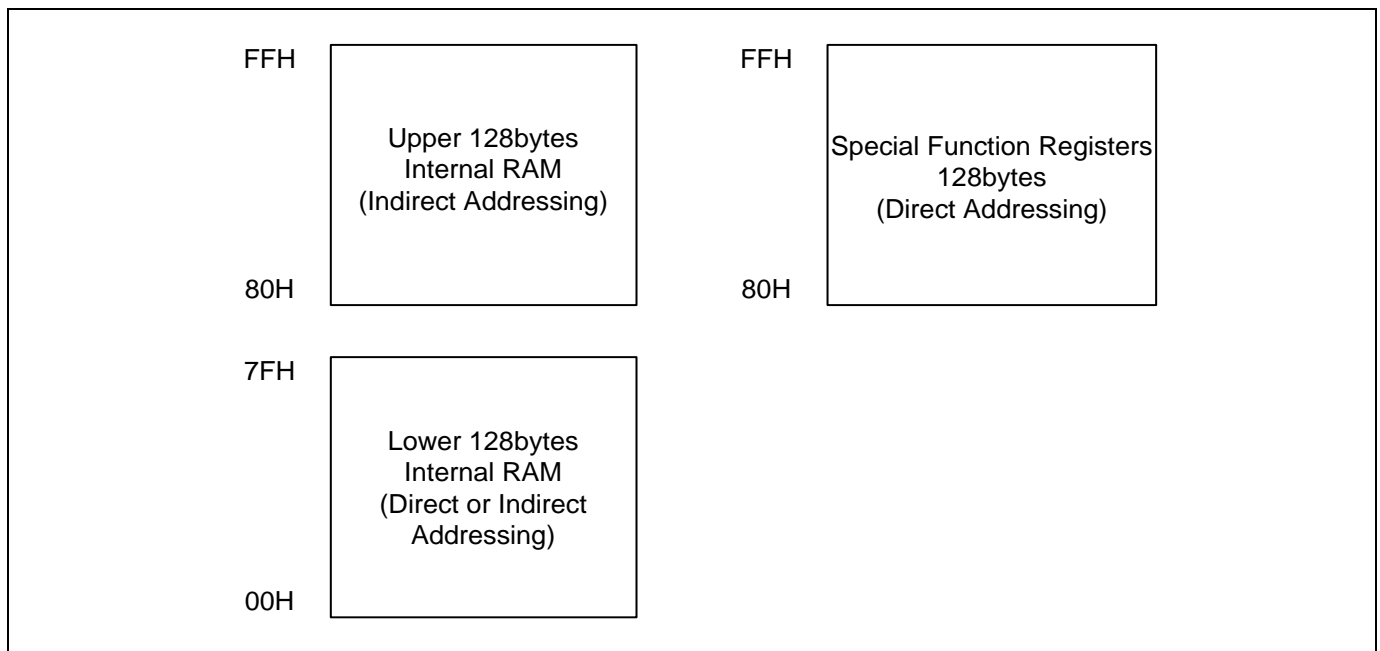 FFH
Upper 128bytes
Internal RAM
(Indirect Addressing)
80H
FFH
Special Function Registers
128bytes
(Direct Addressing)
80H
7FH
Lower 128bytes
Internal RAM
(Direct or Indirect
Addressing)
00H